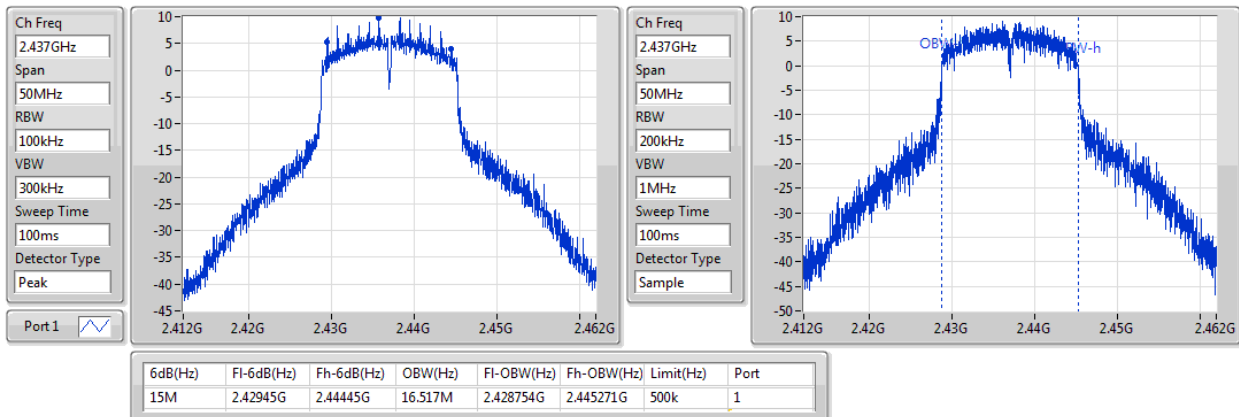 Ch Freq
2.437GHz
Span
50MHz
RBW
100kHz
VBW
300kHz
Sweep Time
100ms
Detector Type
Peak
Port 1
10
5
0
-5
-10
-15
-20
-25
-30
-35
-40
-45
2.412G 2.42G 2.43G 2.44G 2.45G 2.462G
Ch Freq
2.437GHz
Span
50MHz
RBW
200kHz
VBW
1MHz
Sweep Time
100ms
Detector Type
Sample
10
5
0
-5
-10
-15
-20
-25
-30
-35
-40
-45
-50
2.412G 2.42G 2.43G 2.44G 2.45G 2.462G
6dB(Hz) Fl-6dB(Hz) Fh-6dB(Hz) OBW(Hz) Fl-OBW(Hz) Fh-OBW(Hz) Limit(Hz) Port
15M 2.42945G 2.44445G 16.517M 2.428754G 2.445271G 500k 1